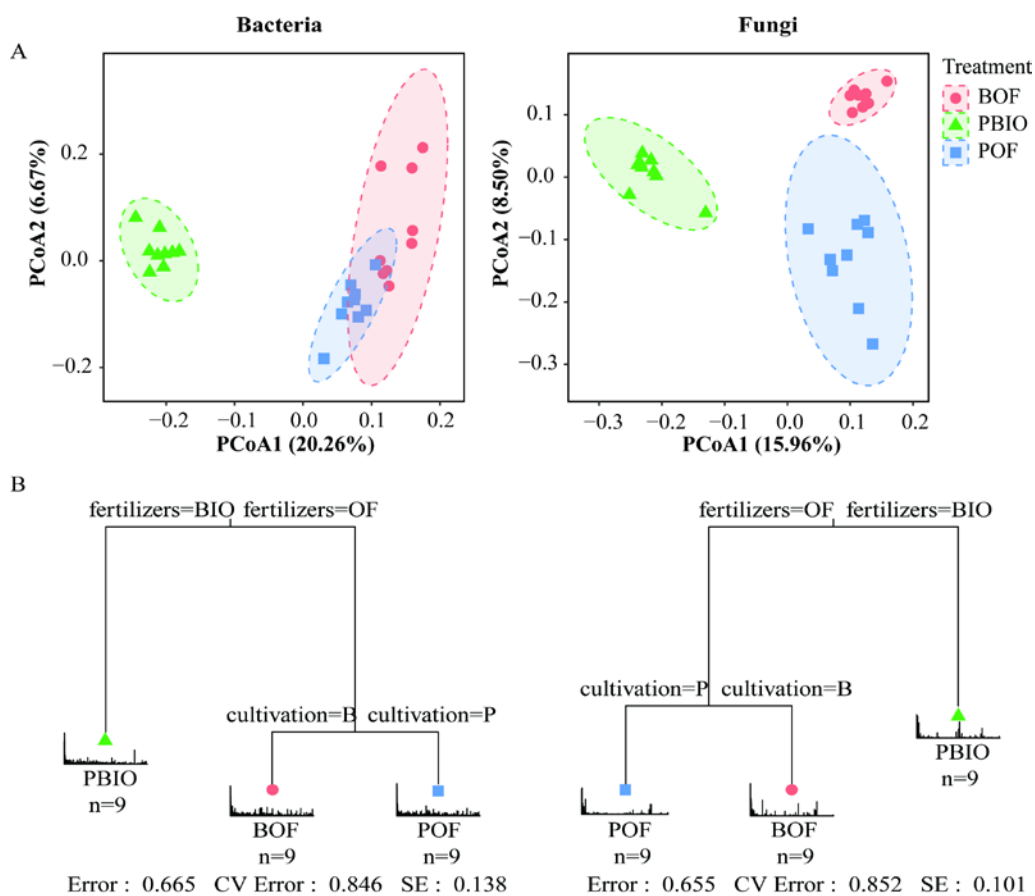 Bacteria
Fungi
A
Treatment
BOF
PBIO
POF
PCoA2 (6.67%)
0.2
0.0
−0.2
−0.2 −0.1 0.0 0.1 0.2
PCoA1 (20.26%)
PCoA2 (8.50%)
0.1
0.0
−0.1
−0.2
−0.3
−0.3 −0.2 −0.1 0.0 0.1 0.2
PCoA1 (15.96%)
B
fertilizers=BIO fertilizers=OF
cultivation=B cultivation=P
PBIO
n=9
BOF
n=9
POF
n=9
Error : 0.665 CV Error : 0.846 SE : 0.138
fertilizers=OF fertilizers=BIO
cultivation=P cultivation=B
PBIO
n=9
POF
n=9
BOF
n=9
Error : 0.655 CV Error : 0.852 SE : 0.101